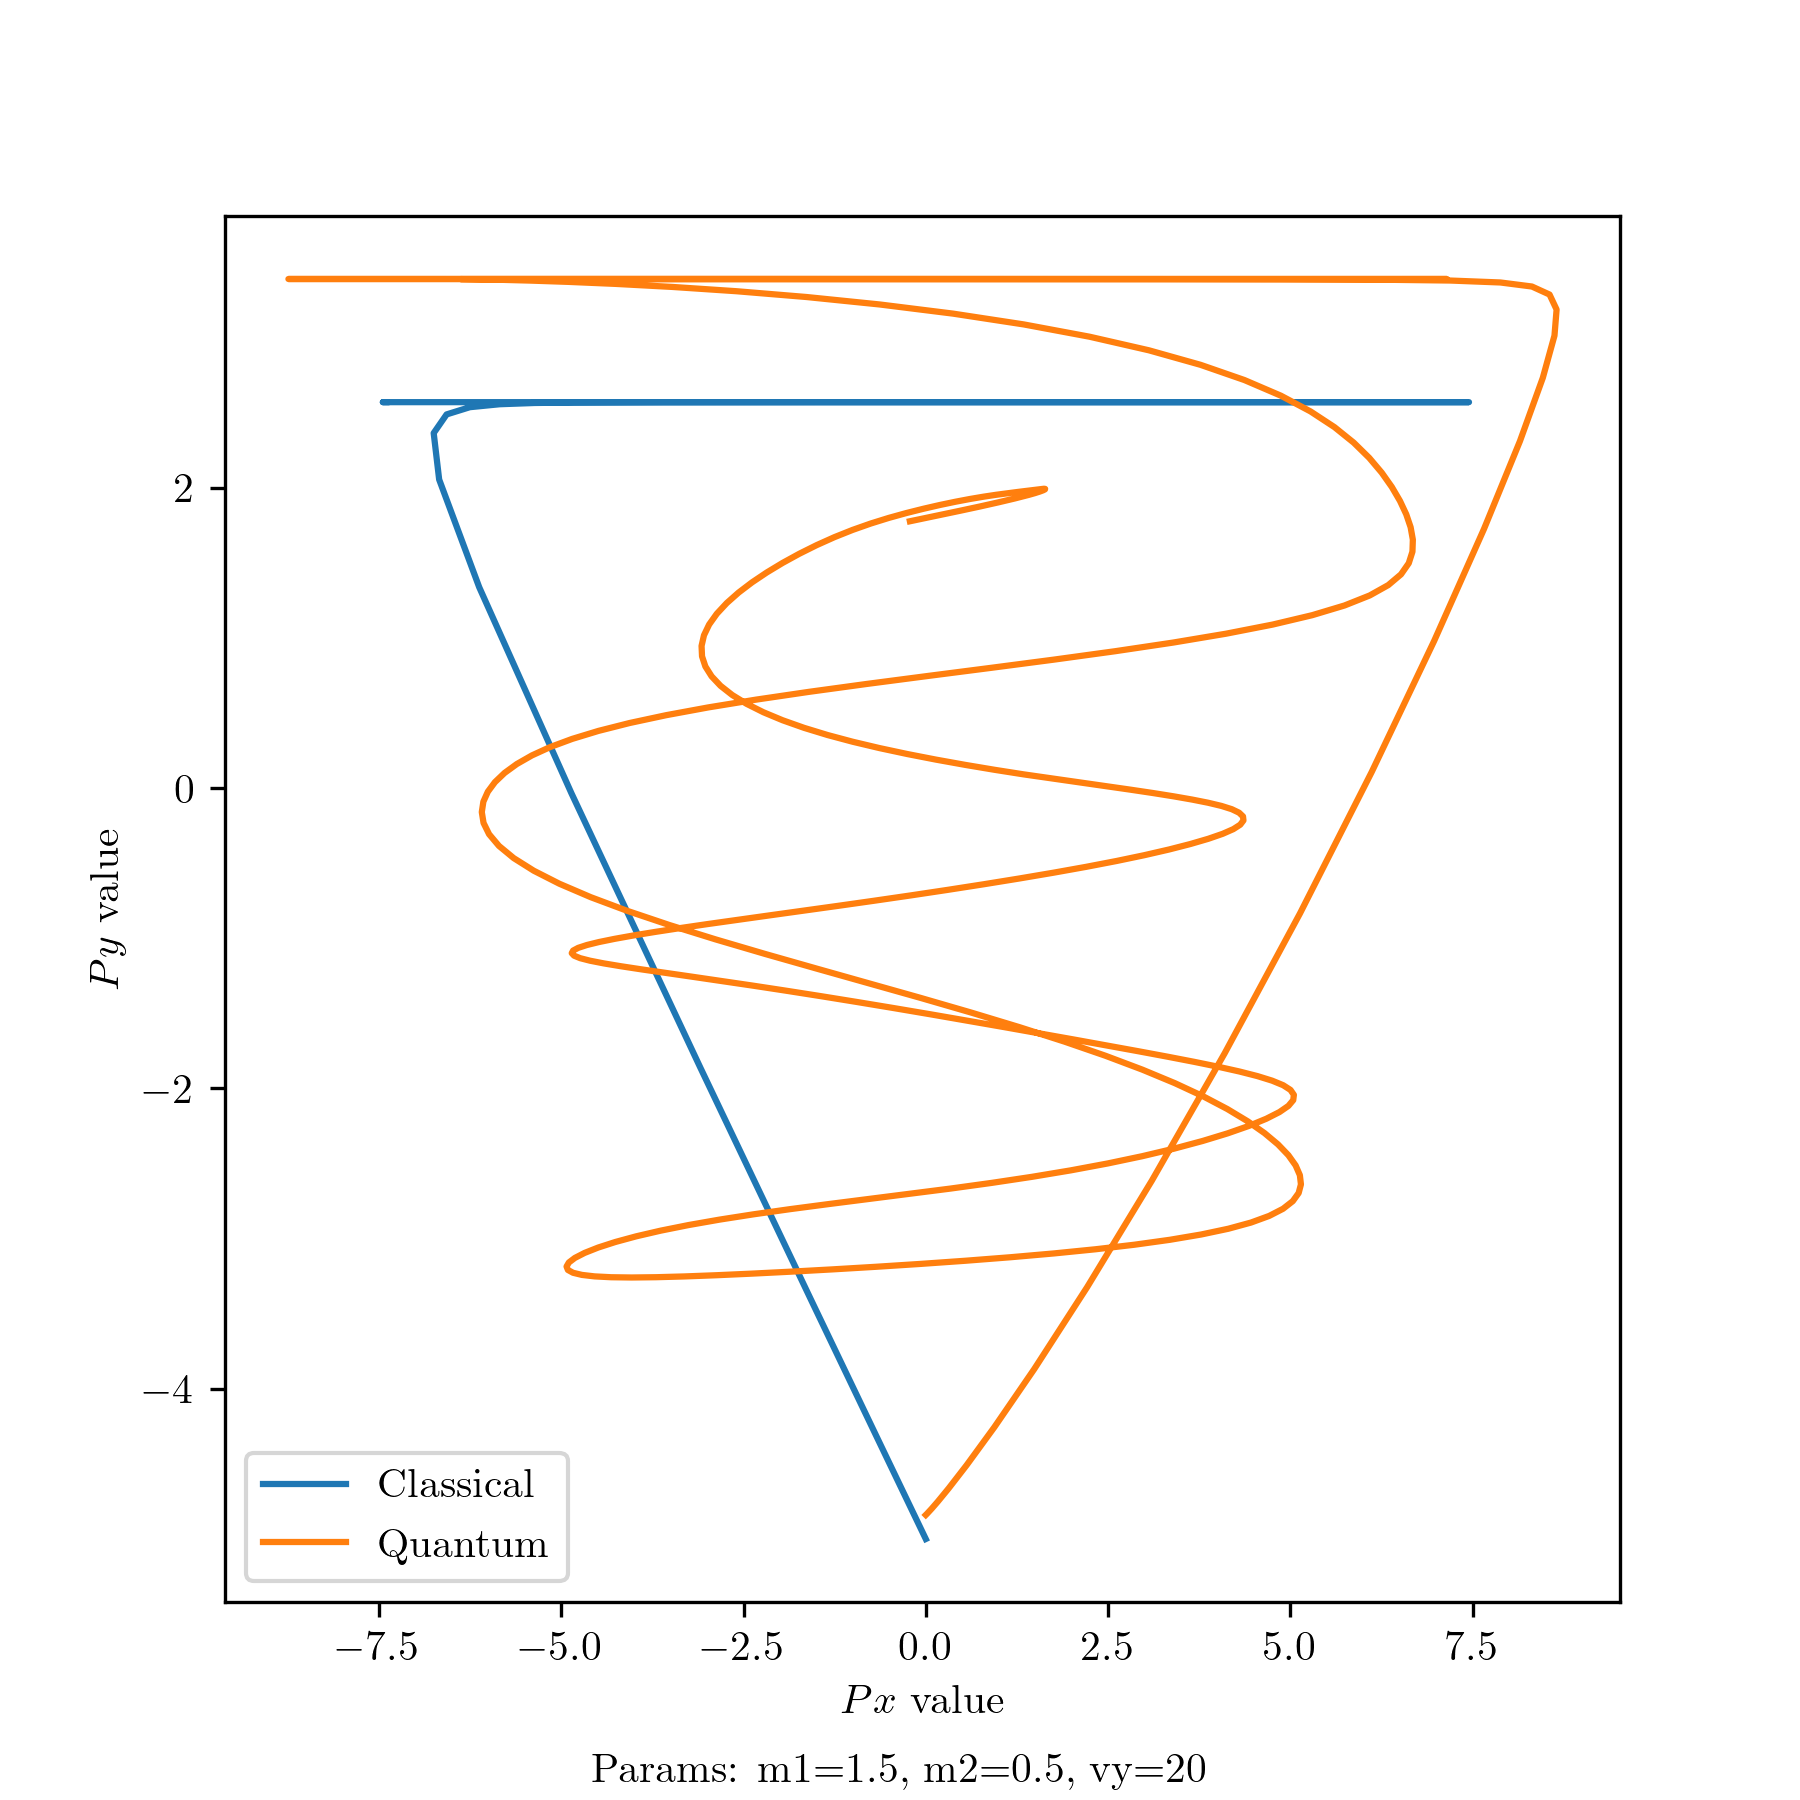 2
0
−2
−4
Py value
Classical
Quantum
−7.5 −5.0 −2.5 0.0 2.5 5.0 7.5
Px value
Params: m1=1.5, m2=0.5, vy=20